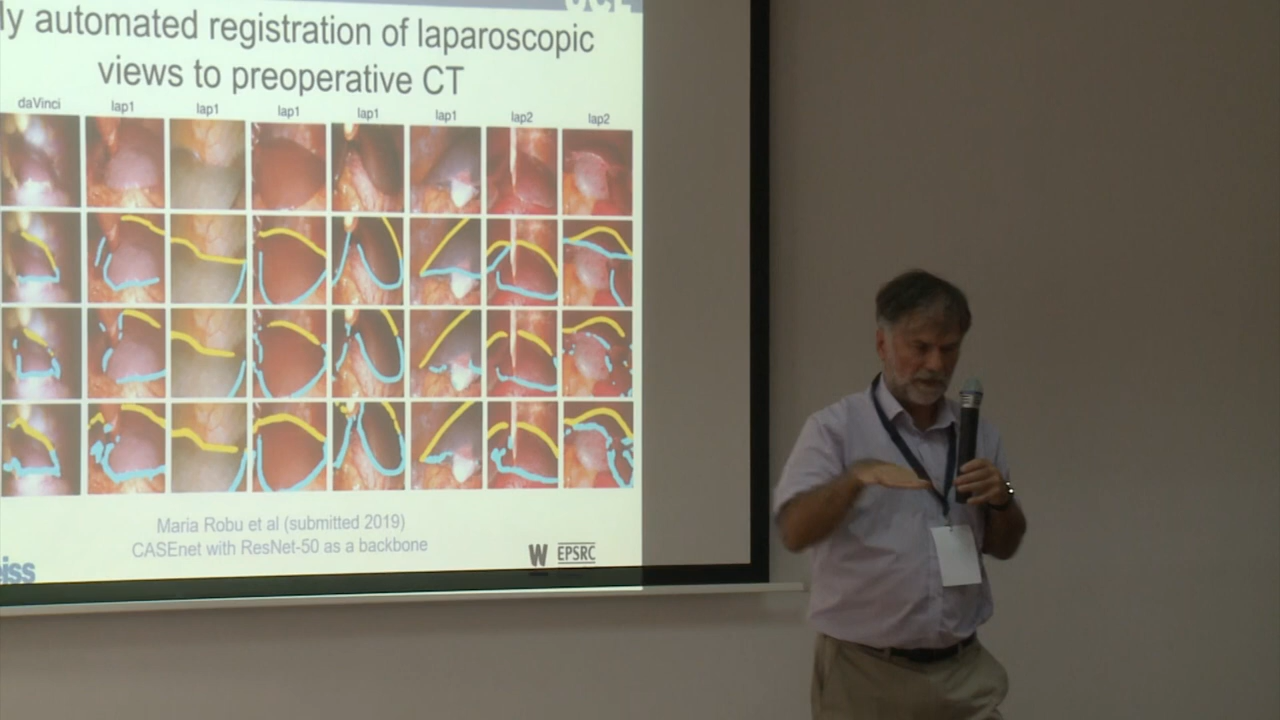 ly automated registration of laparoscopic
views to preoperative CT
daVinci lap1 lap1 lap1 lap1 lap1 lap2 lap2
Maria Robu et al (submitted 2019)
CASEnet with ResNet-50 as a backbone
W EPSRC
eiss